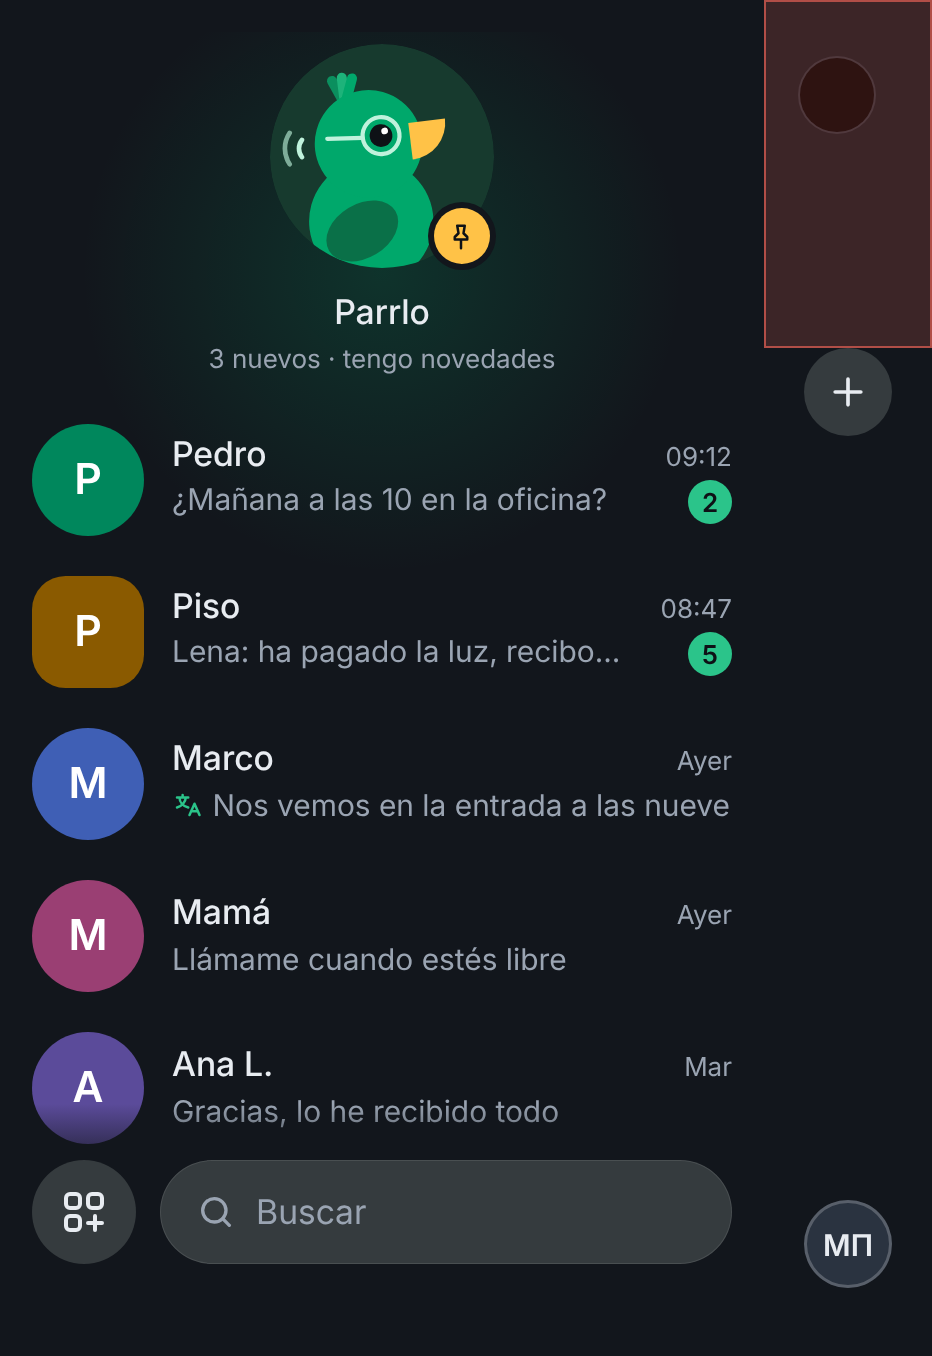 Parrlo
3 nuevos · tengo novedades
P
Pedro
09:12
¿Mañana a las 10 en la oficina?
2
P
Piso
08:47
Lena: ha pagado la luz, recibo...
5
M
Marco
Ayer
Nos vemos en la entrada a las nueve
M
Mamá
Ayer
Llámame cuando estés libre
A
Ana L.
Mar
Gracias, lo he recibido todo
Buscar
МП